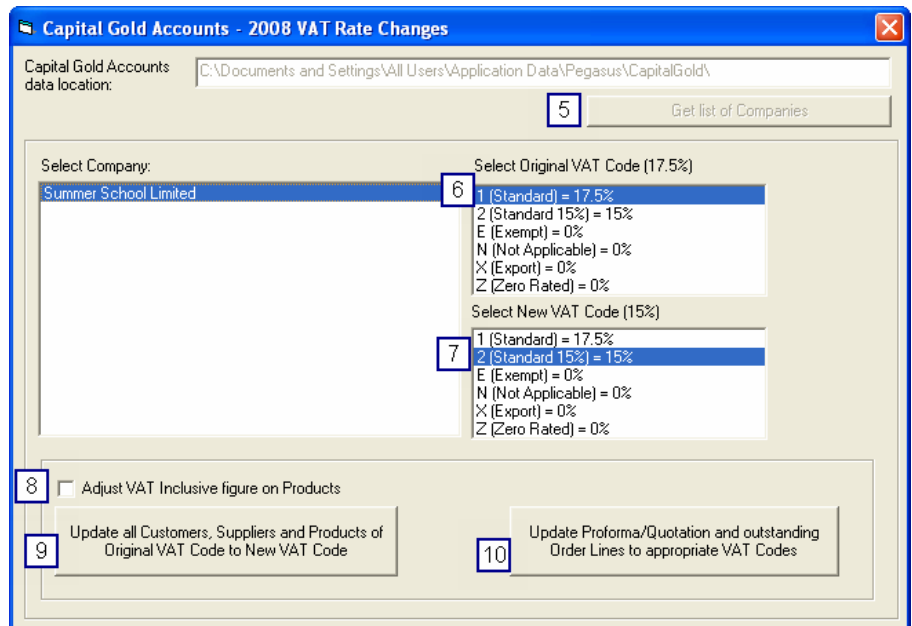 Capital Gold Accounts - 2008 VAT Rate Changes
Capital Gold Accounts
data location:
C:\Documents and Settings\All Users\Application Data\Pegasus\CapitalGold\
5
Get list of Companies
Select Company:
Summer School Limited
Select Original VAT Code (17.5%)
6
1 (Standard) = 17.5%
2 (Standard 15%) = 15%
E (Exempt) = 0%
N (Not Applicable) = 0%
X (Export) = 0%
Z (Zero Rated) = 0%
Select New VAT Code (15%)
7
1 (Standard) = 17.5%
2 (Standard 15%) = 15%
E (Exempt) = 0%
N (Not Applicable) = 0%
X (Export) = 0%
Z (Zero Rated) = 0%
8
Adjust VAT Inclusive figure on Products
9
Update all Customers, Suppliers and Products of
Original VAT Code to New VAT Code
10
Update Proforma/Quotation and outstanding
Order Lines to appropriate VAT Codes